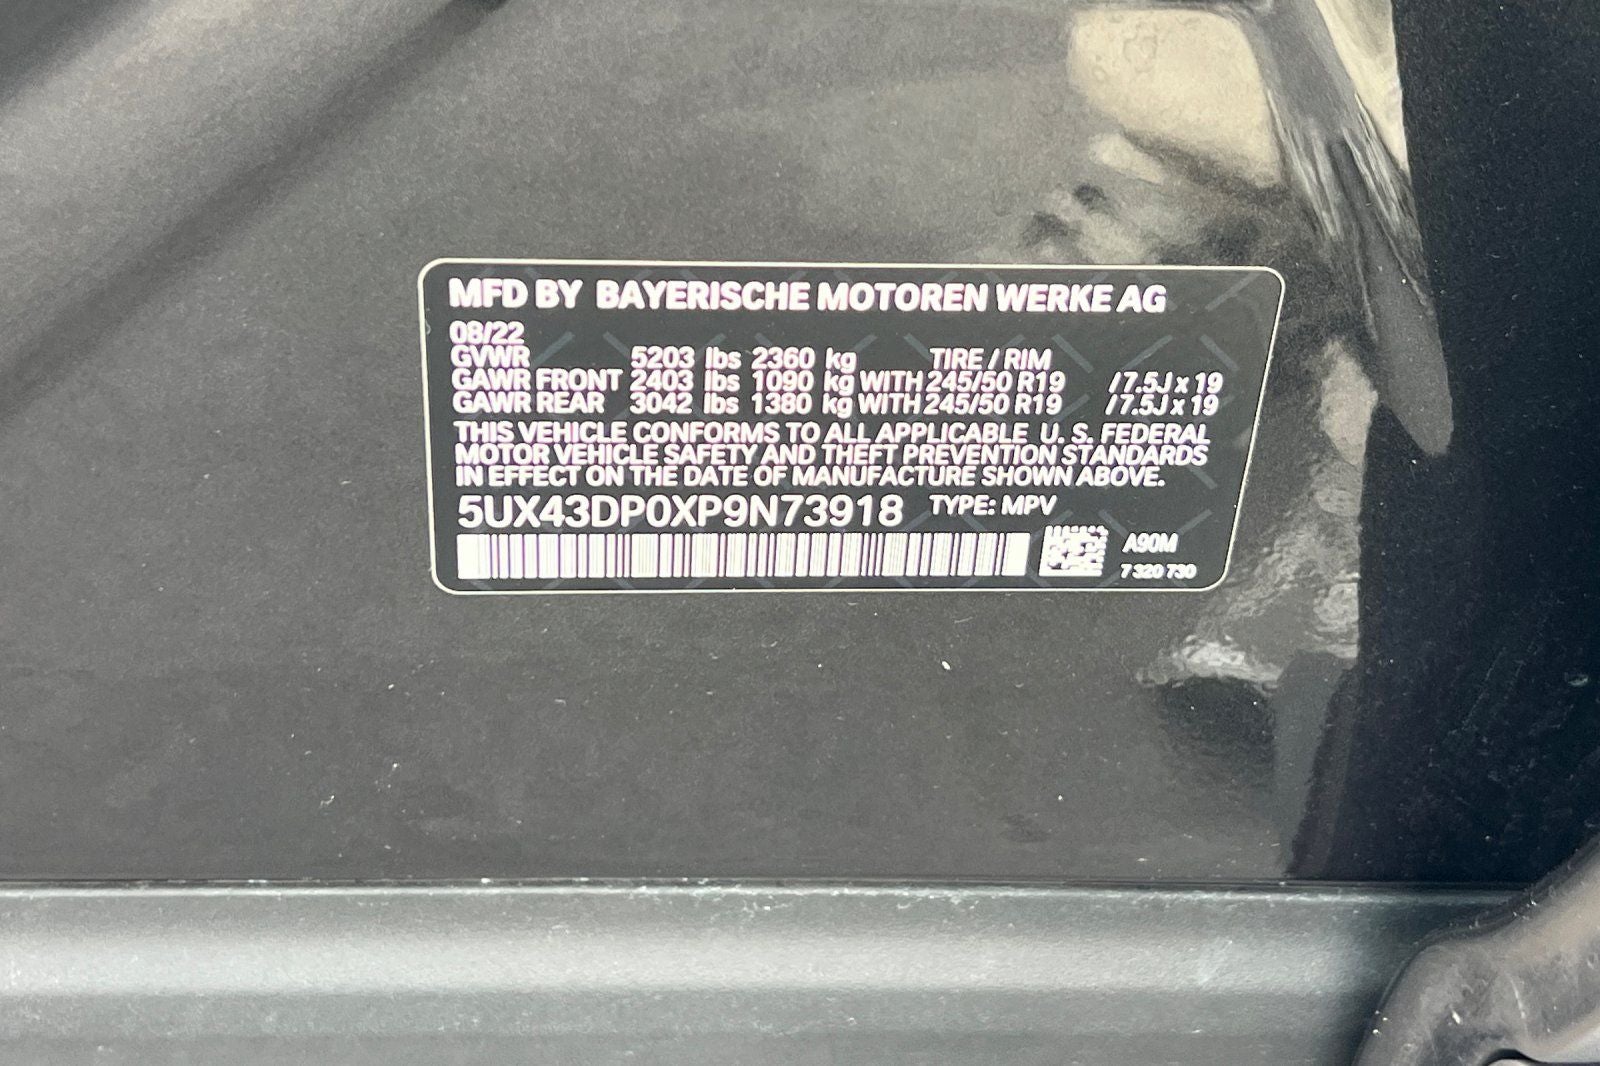 MFD BY BAYERISCHE MOTOREN WERKE AG
08/22
GVWR 5203 lbs 2360 kg TIRE / RIM
GAWR FRONT 2403 lbs 1090 kg WITH 245/50 R19 /7.5J x 19
GAWR REAR 3042 lbs 1380 kg WITH 245/50 R19 /7.5J x 19
THIS VEHICLE CONFORMS TO ALL APPLICABLE U. S. FEDERAL
MOTOR VEHICLE SAFETY AND THEFT PREVENTION STANDARDS
IN EFFECT ON THE DATE OF MANUFACTURE SHOWN ABOVE.
5UX43DP0XP9N73918 TYPE: MPV
A90M
7 320 730